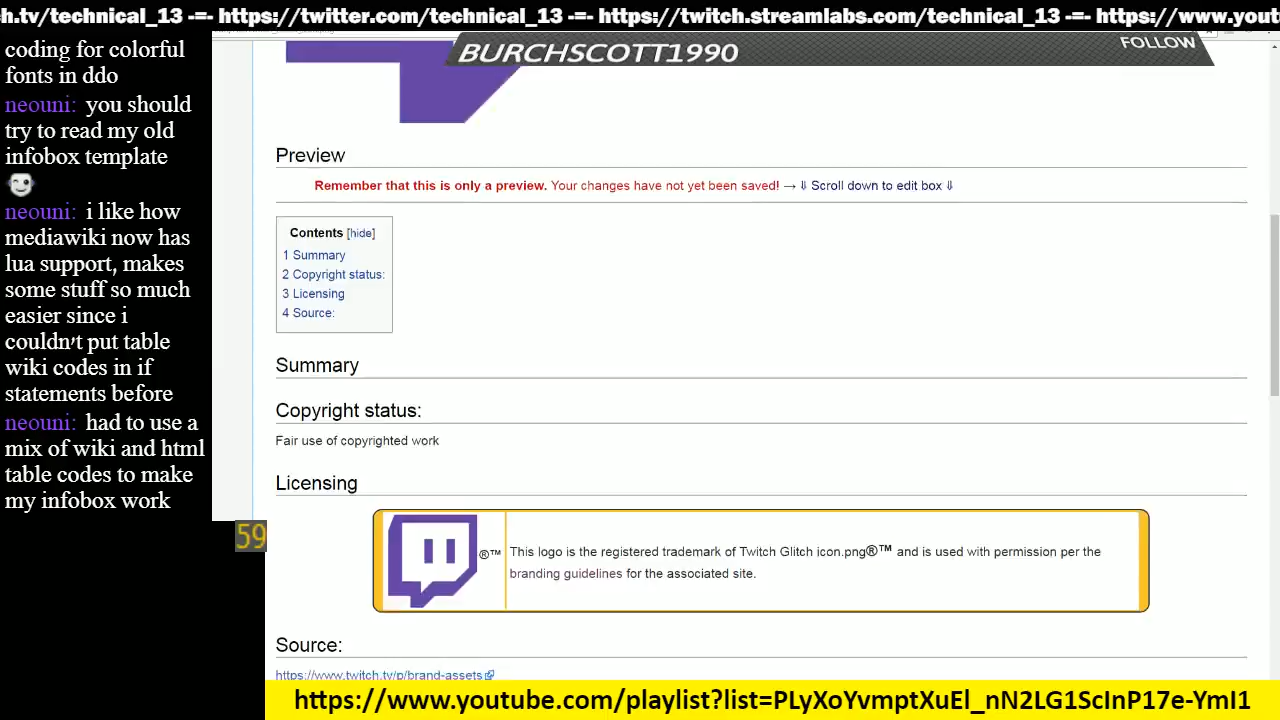 h.tv/technical_13 -=- https://twitter.com/technical_13 -=- https://twitch.streamlabs.com/technical_13 -=- https://www.yout
coding for colorful
fonts in ddo
neouni: you should
try to read my old
infobox template
neouni: i like how
mediawiki now has
lua support, makes
some stuff so much
easier since i
couldn't put table
wiki codes in if
statements before
neouni: had to use a
mix of wiki and html
table codes to make
my infobox work
59
BURCHSCOTT1990
FOLLOW
Preview
Remember that this is only a preview. Your changes have not yet been saved! → ⇓ Scroll down to edit box ⇓
Contents [hide]
1 Summary
2 Copyright status:
3 Licensing
4 Source:
Summary
Copyright status:
Fair use of copyrighted work
Licensing
®™
This logo is the registered trademark of Twitch Glitch icon.png®™ and is used with permission per the
branding guidelines for the associated site.
Source:
https://www.twitch.tv/p/brand-assets
https://www.youtube.com/playlist?list=PLyXoYvmptXuEl_nN2LG1ScInP17e-YmI1